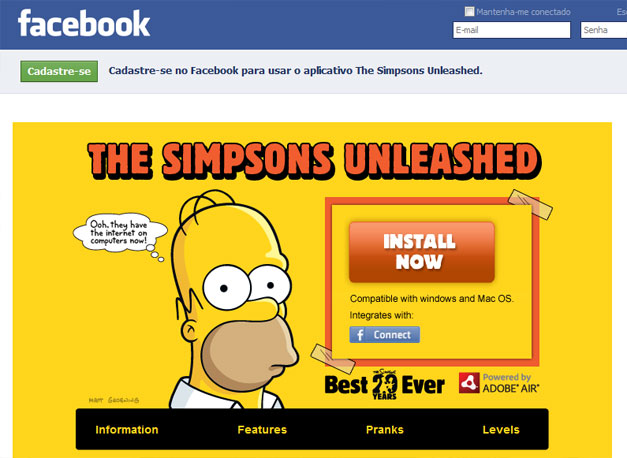 facebook
Mantenha-me conectado
Es
E-mail
Senha
Cadastre-se
Cadastre-se no Facebook para usar o aplicativo The Simpsons Unleashed.
THE SIMPSONS UNLEASHED
Ooh, they have
the internet on
computers now!
INSTALL
NOW
Compatible with windows and Mac OS.
Integrates with:
f Connect
Best 20 YEARS Ever
Powered by
ADOBE® AIR®
MATT GROENING
Information
Features
Pranks
Levels